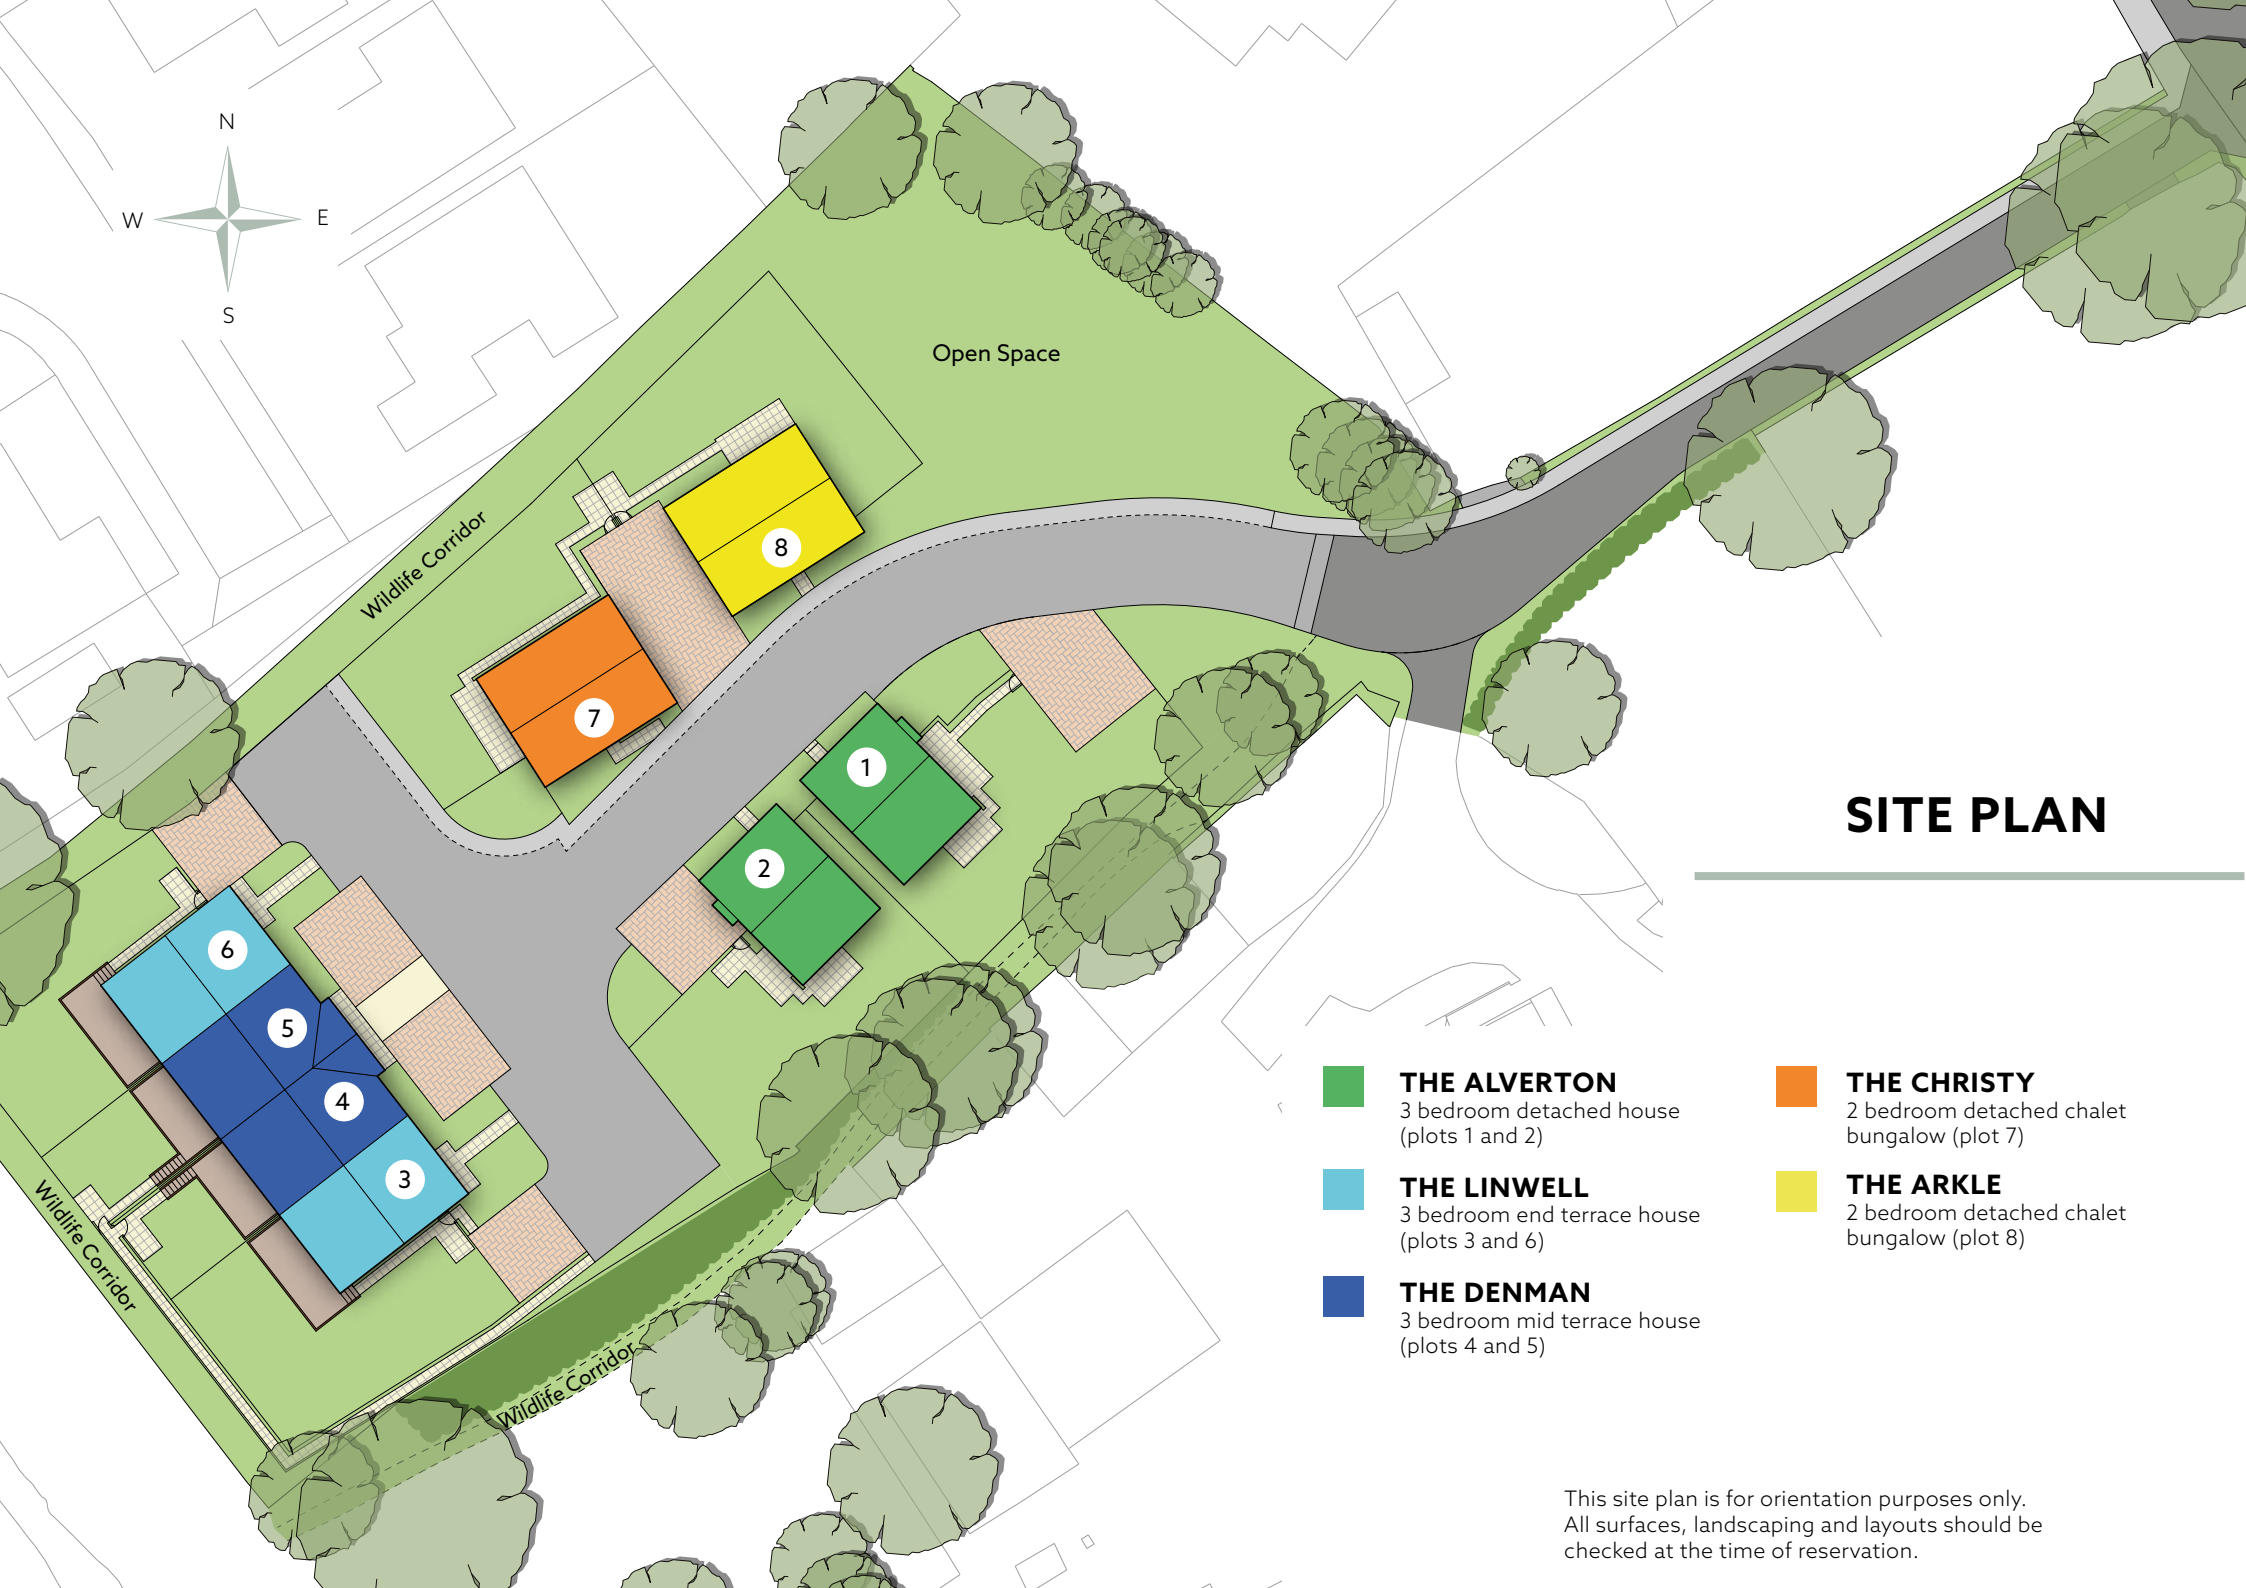 N
W
E
S
Open Space
Wildlife Corridor
8
7
1
2
6
5
4
3
Wildlife Corridor
Wildlife Corridor
SITE PLAN
THE ALVERTON
3 bedroom detached house
(plots 1 and 2)
THE LINWELL
3 bedroom end terrace house
(plots 3 and 6)
THE DENMAN
3 bedroom mid terrace house
(plots 4 and 5)
THE CHRISTY
2 bedroom detached chalet
bungalow (plot 7)
THE ARKLE
2 bedroom detached chalet
bungalow (plot 8)
This site plan is for orientation purposes only.
All surfaces, landscaping and layouts should be
checked at the time of reservation.